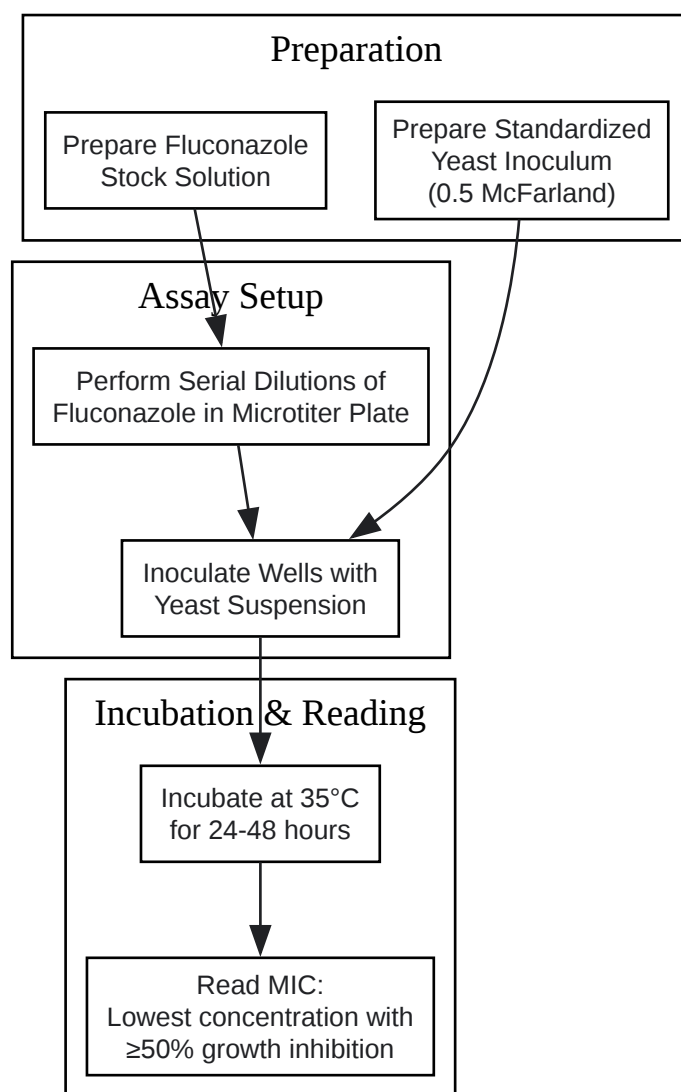 Preparation
Prepare Fluconazole
Stock Solution
Prepare Standardized
Yeast Inoculum
(0.5 McFarland)
Assay Setup
Perform Serial Dilutions of
Fluconazole in Microtiter Plate
Inoculate Wells with
Yeast Suspension
Incubation & Reading
Incubate at 35°C
for 24-48 hours
Read MIC:
Lowest concentration with
≥50% growth inhibition